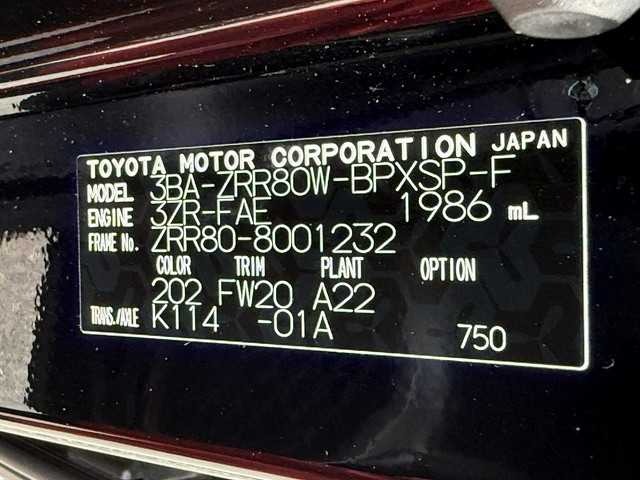 TOYOTA MOTOR CORPORATION JAPAN
MODEL 3BA-ZRR80W-BPXSP-F
ENGINE 3ZR-FAE 1986 mL
FRAME No. ZRR80-8001232
COLOR TRIM PLANT OPTION
202 FW20 A22
TRANS./AXLE K114 -01A 750